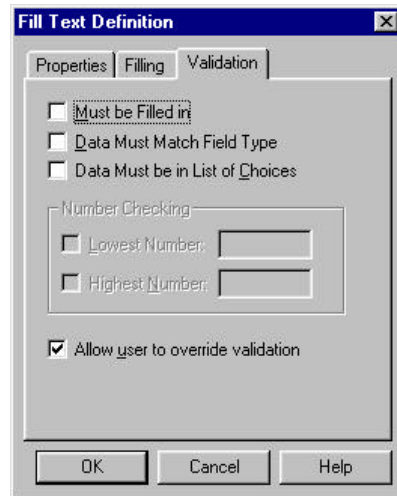 Fill Text Definition
Properties Filling Validation
Must be Filled in
Data Must Match Field Type
Data Must be in List of Choices
Number Checking
Lowest Number:
Highest Number:
Allow user to override validation
OK Cancel Help